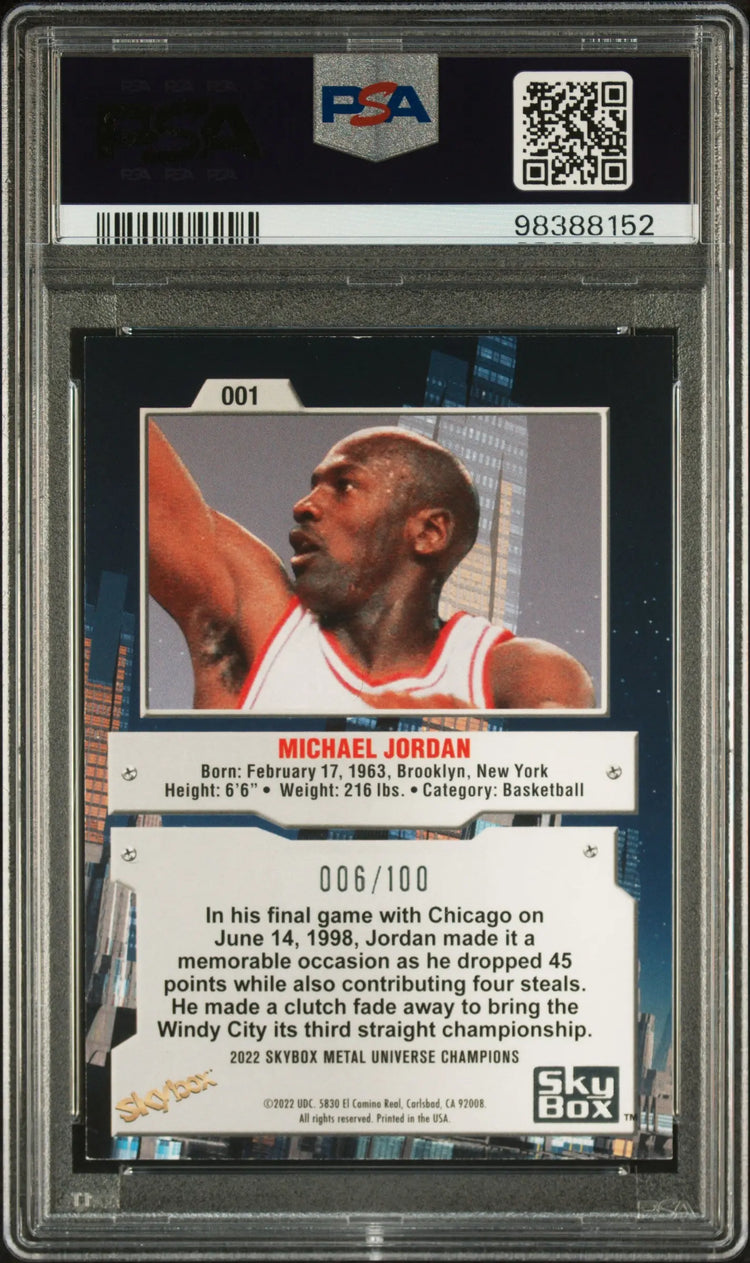 PSA
98388152
001
MICHAEL JORDAN
Born: February 17, 1963, Brooklyn, New York
Height: 6'6" • Weight: 216 lbs. • Category: Basketball
006/100
In his final game with Chicago on
June 14, 1998, Jordan made it a
memorable occasion as he dropped 45
points while also contributing four steals.
He made a clutch fade away to bring the
Windy City its third straight championship.
2022 SKYBOX METAL UNIVERSE CHAMPIONS
Skybox™
Sky
Box™
©2022 UDC. 5830 El Camino Real, Carlsbad, CA 92008.
All rights reserved. Printed in the USA.
PSA